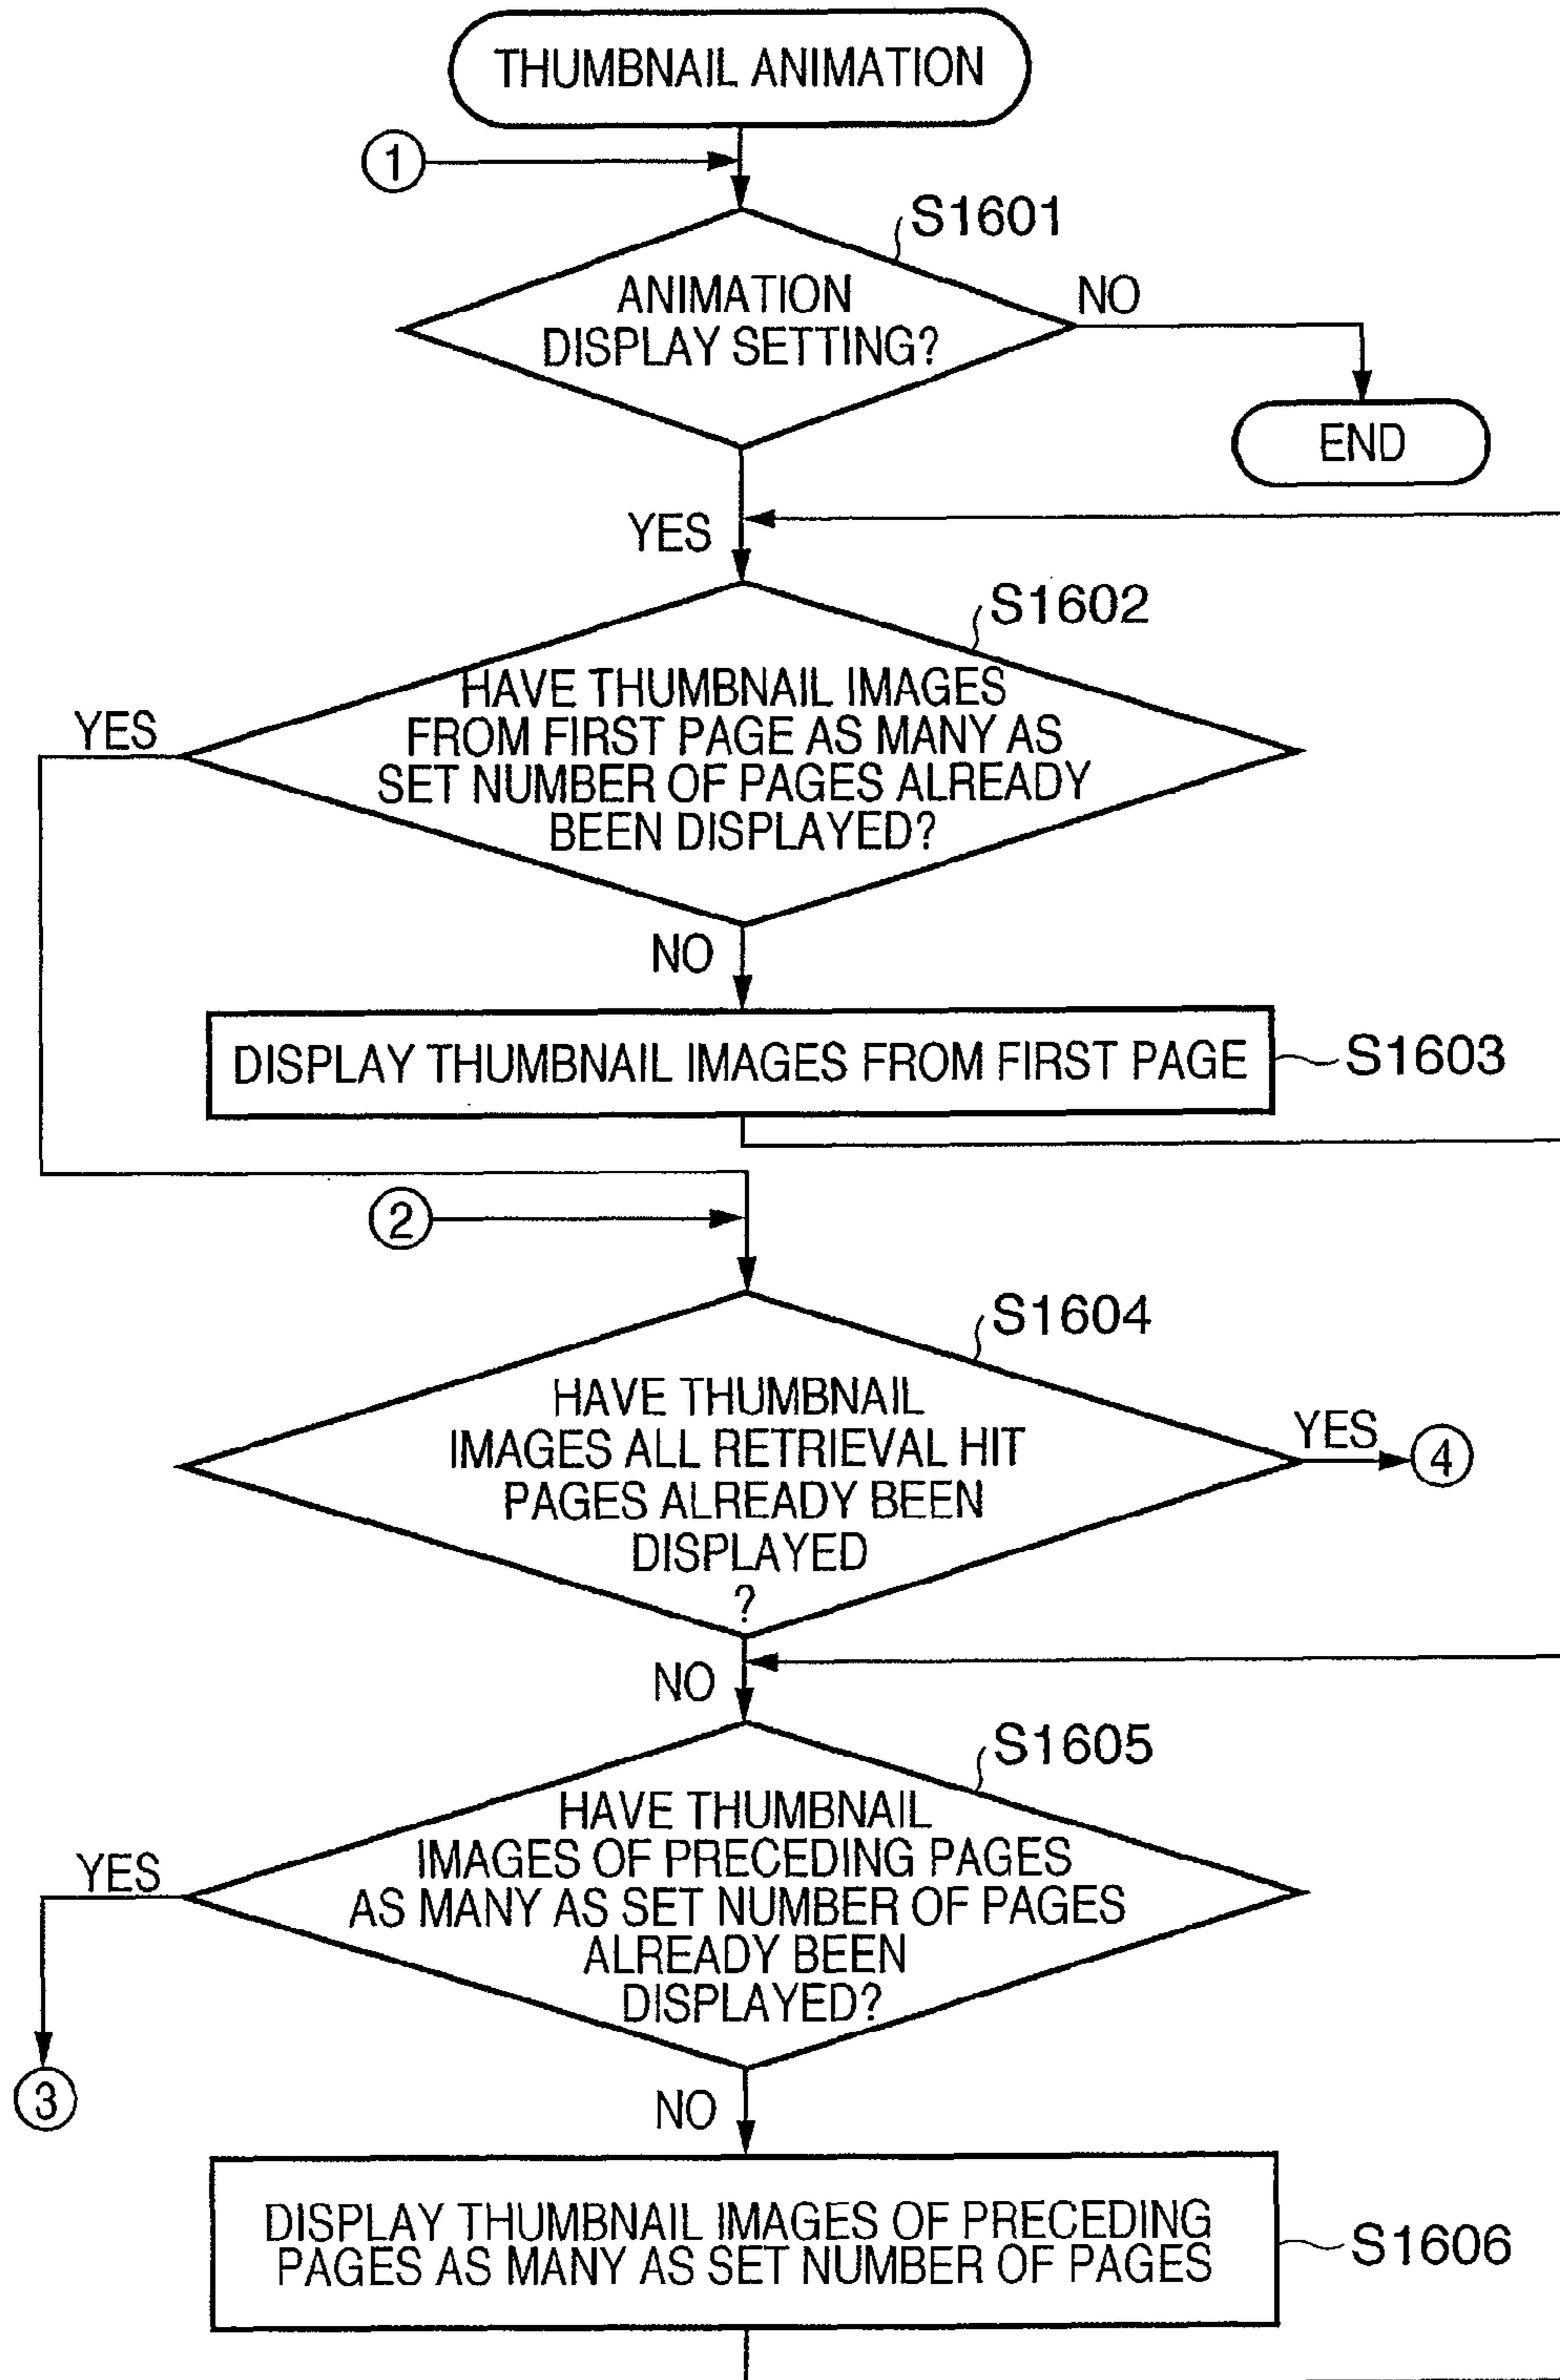 THUMBNAIL ANIMATION
1
S1601
ANIMATION
DISPLAY SETTING?
NO
END
YES
S1602
HAVE THUMBNAIL IMAGES
FROM FIRST PAGE AS MANY AS
SET NUMBER OF PAGES ALREADY
BEEN DISPLAYED?
YES
NO
DISPLAY THUMBNAIL IMAGES FROM FIRST PAGE
S1603
2
S1604
HAVE THUMBNAIL
IMAGES ALL RETRIEVAL HIT
PAGES ALREADY BEEN
DISPLAYED
?
YES
4
NO
S1605
HAVE THUMBNAIL
IMAGES OF PRECEDING PAGES
AS MANY AS SET NUMBER OF PAGES
ALREADY BEEN
DISPLAYED?
YES
3
NO
DISPLAY THUMBNAIL IMAGES OF PRECEDING
PAGES AS MANY AS SET NUMBER OF PAGES
S1606